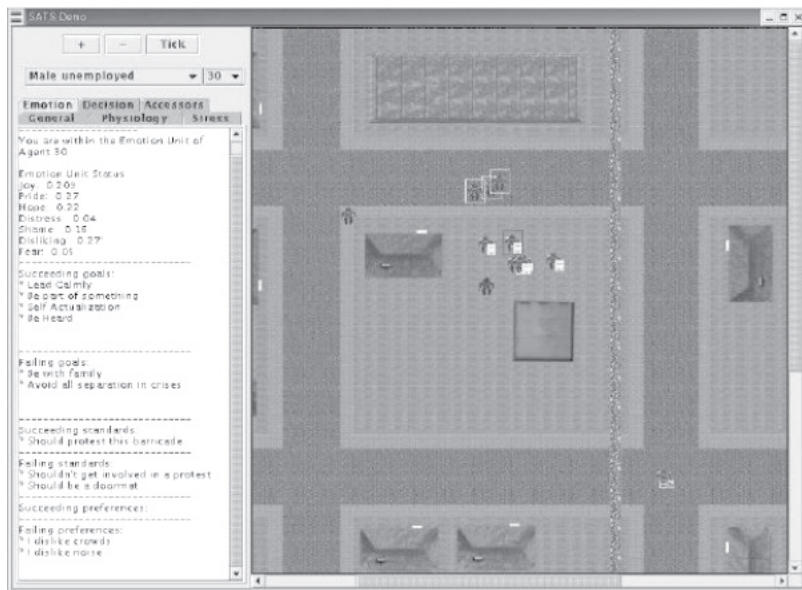 SATS Demo
+ - Tick
Male unemployed 30
Emotion Decision Accessors
General Physiology Stress
You are within the Emotion Unit of
Agent 30
Emotion Unit Status
Joy: 0.209
Pride: 0.27
Hope: 0.22
Distress: 0.04
Shame: 0.16
Disliking: 0.27
Fear: 0.05
Succeeding goals:
* Lead Calmly
* Be part of something
* Self Actualization
* Be Heard
Failing goals:
* Be with family
* Avoid all separation in crises
Succeeding standards:
* Should protest this barricade
Failing standards:
* Shouldn't get involved in a protest
* Should be a doormat
Succeeding preferences:
Failing preferences:
* I dislike crowds
* I dislike noise